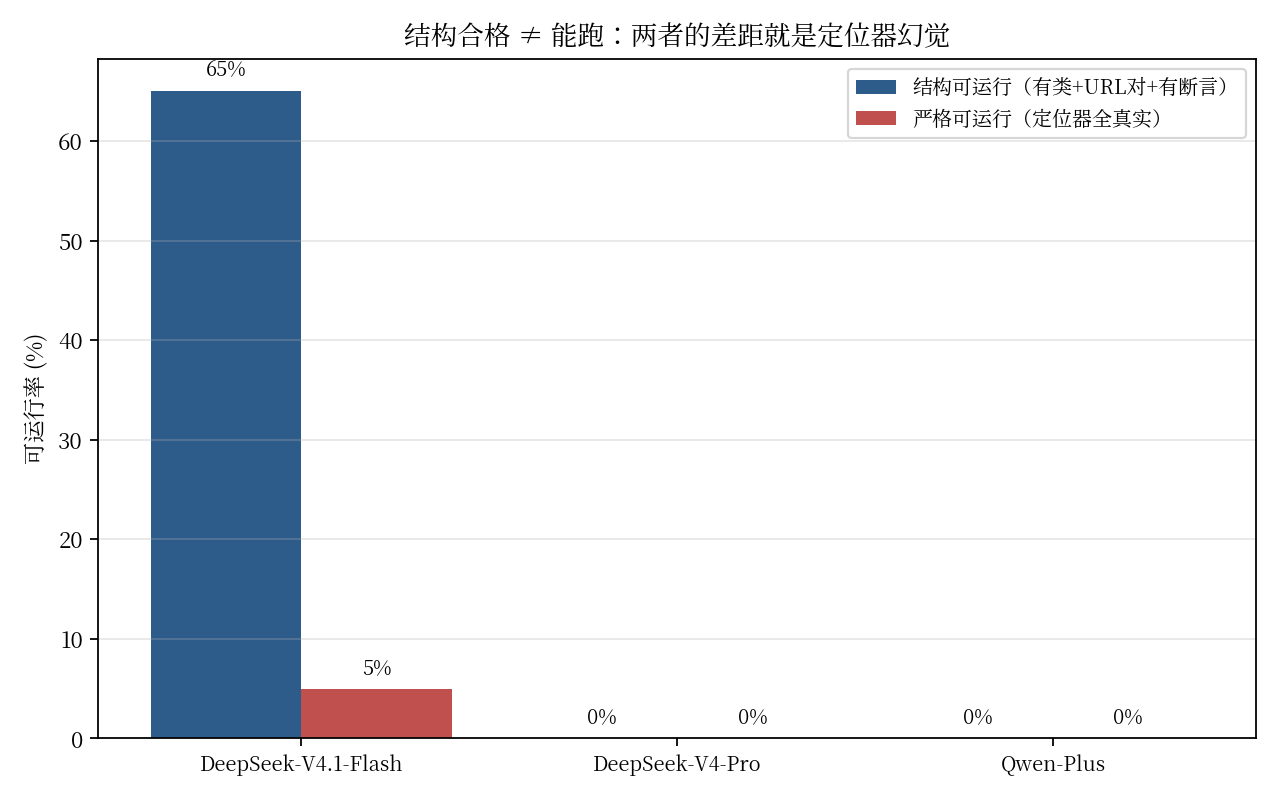 结构合格 ≠ 能跑：两者的差距就是定位器幻觉
结构可运行（有类+URL对+有断言）
严格可运行（定位器全真实）
可运行率 (%)
60
50
40
30
20
10
0
65%
5%
0%
0%
0%
0%
DeepSeek-V4.1-Flash
DeepSeek-V4-Pro
Qwen-Plus